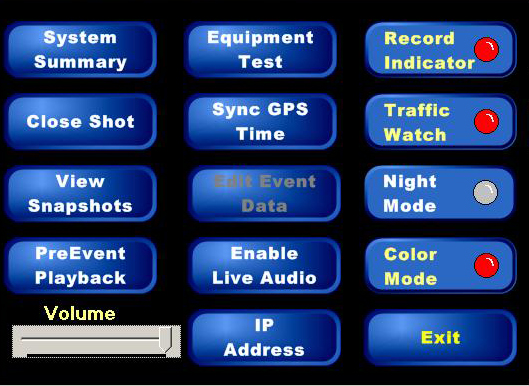 System
Summary
Equipment
Test
Record
Indicator
Close Shot
Sync GPS
Time
Traffic
Watch
View
Snapshots
Edit Event
Data
Night
Mode
PreEvent
Playback
Enable
Live Audio
Color
Mode
Volume
IP
Address
Exit